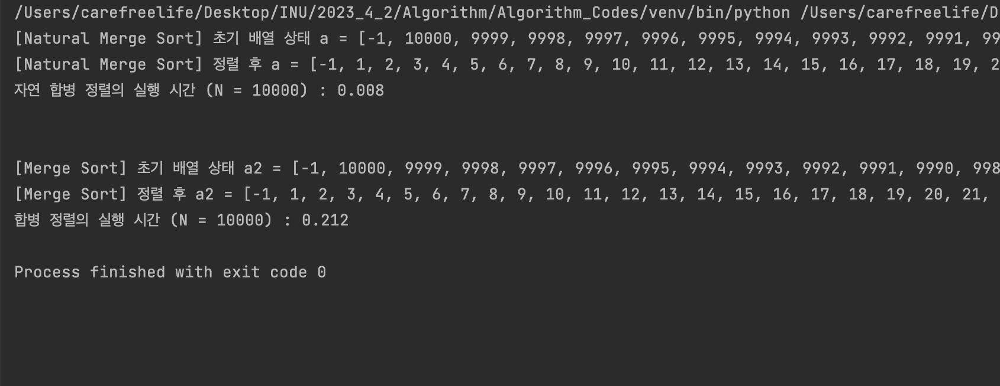 /Users/carefreelife/Desktop/INU/2023_4_2/Algorithm/Algorithm_Codes/venv/bin/python /Users/carefreelife/D
[Natural Merge Sort] 초기 배열 상태 a = [-1, 10000, 9999, 9998, 9997, 9996, 9995, 9994, 9993, 9992, 9991, 99
[Natural Merge Sort] 정렬 후 a = [-1, 1, 2, 3, 4, 5, 6, 7, 8, 9, 10, 11, 12, 13, 14, 15, 16, 17, 18, 19, 2
자연 합병 정렬의 실행 시간 (N = 10000) : 0.008
[Merge Sort] 초기 배열 상태 a2 = [-1, 10000, 9999, 9998, 9997, 9996, 9995, 9994, 9993, 9992, 9991, 9990, 998
[Merge Sort] 정렬 후 a2 = [-1, 1, 2, 3, 4, 5, 6, 7, 8, 9, 10, 11, 12, 13, 14, 15, 16, 17, 18, 19, 20, 21,
합병 정렬의 실행 시간 (N = 10000) : 0.212
Process finished with exit code 0